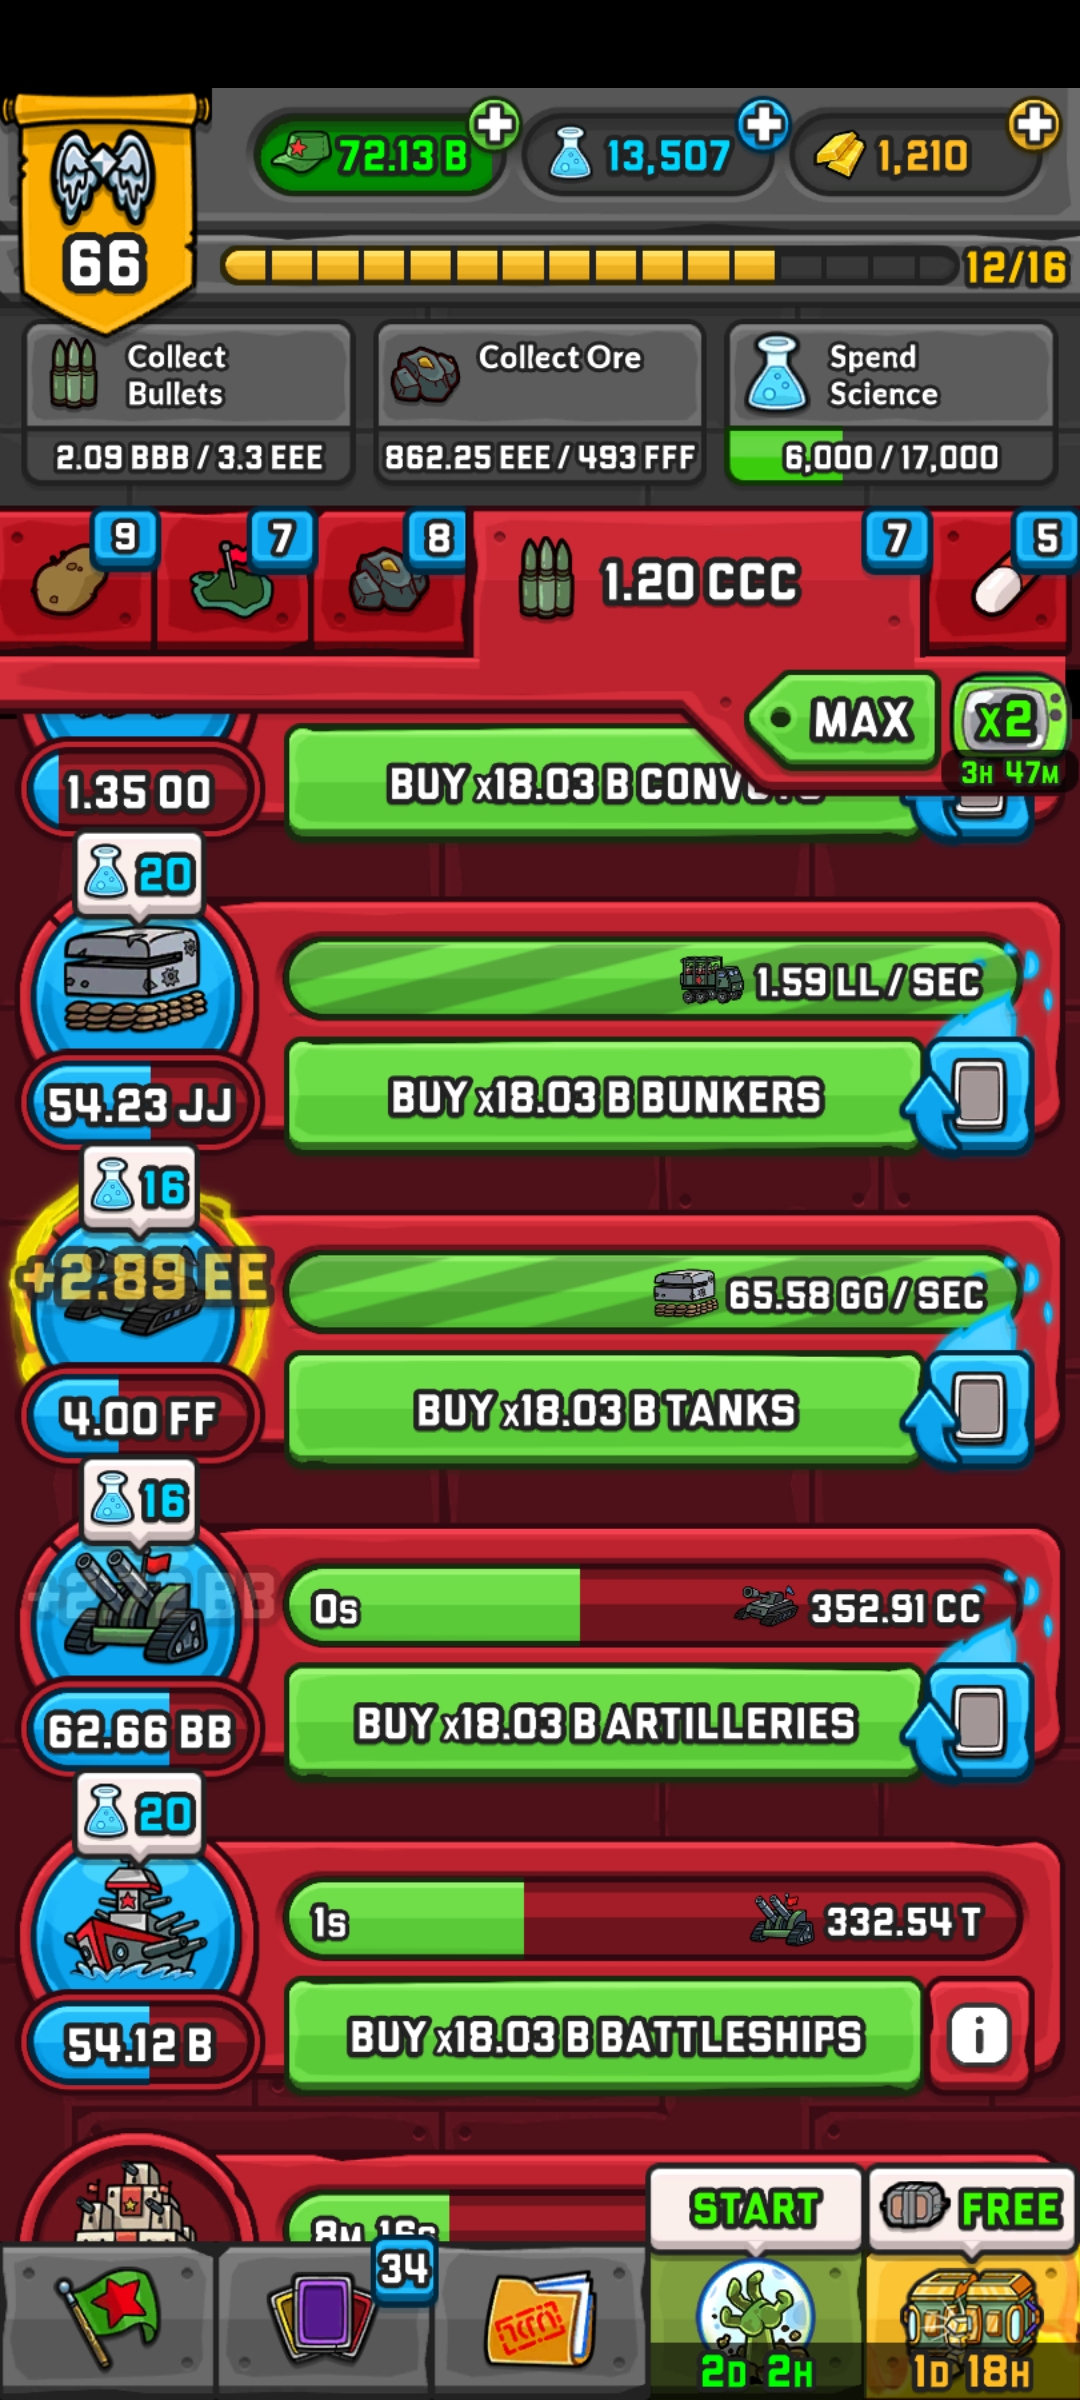 72.13 B
13,507
1,210
66
12/16
Collect
Bullets
2.09 BBB / 3.3 EEE
Collect Ore
862.25 EEE / 493 FFF
Spend
Science
6,000 / 17,000
9
7
8
1.20 CCC
7
5
MAX
x2
3H 47M
1.35 OO
BUY x18.03 B
20
1.59 LL / SEC
54.23 JJ
BUY x18.03 B BUNKERS
16
+2.89 EE
65.58 GG / SEC
4.00 FF
BUY x18.03 B TANKS
16
0s
352.91 CC
62.66 BB
BUY x18.03 B ARTILLERIES
20
1s
332.54 T
54.12 B
BUY x18.03 B BATTLESHIPS
i
8M 16s
START
FREE
34
2D 2H
1D 18H